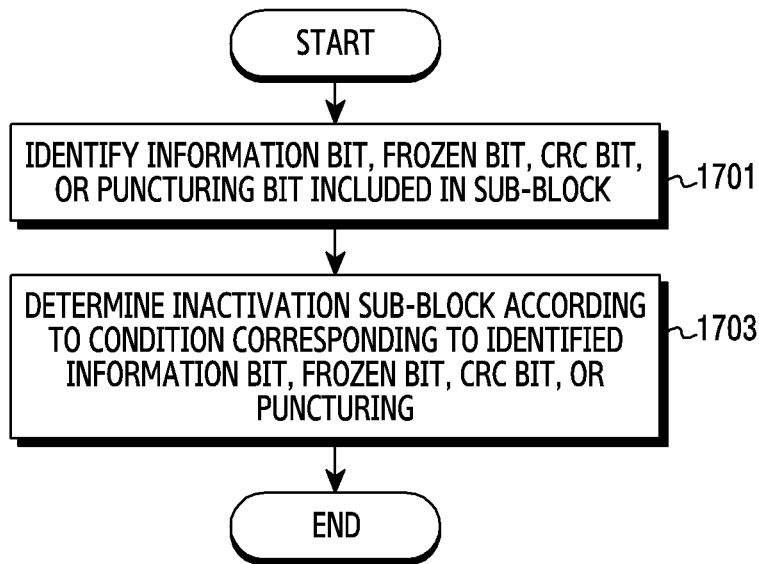 START
IDENTIFY INFORMATION BIT, FROZEN BIT, CRC BIT,
OR PUNCTURING BIT INCLUDED IN SUB-BLOCK
1701
DETERMINE INACTIVATION SUB-BLOCK ACCORDING
TO CONDITION CORRESPONDING TO IDENTIFIED
INFORMATION BIT, FROZEN BIT, CRC BIT, OR
PUNCTURING
1703
END